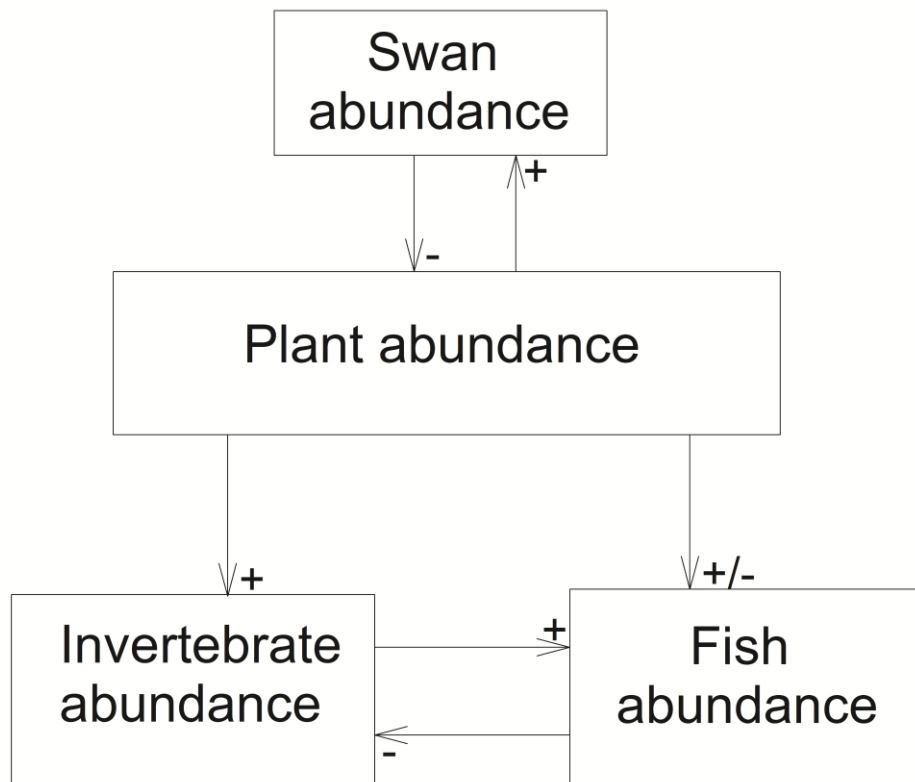 Swan
abundance
+
-
Plant abundance
+
+/-
Invertebrate
abundance
+
-
Fish
abundance